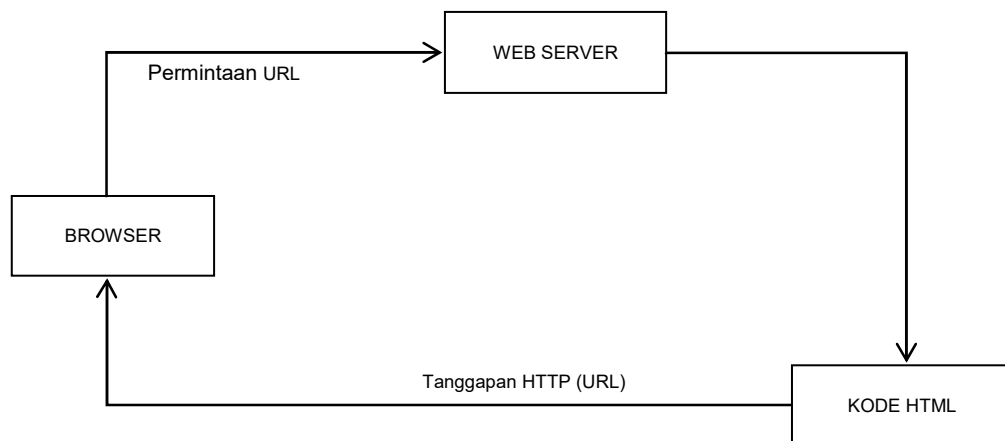 WEB SERVER
Permintaan URL
BROWSER
Tanggapan HTTP (URL)
KODE HTML